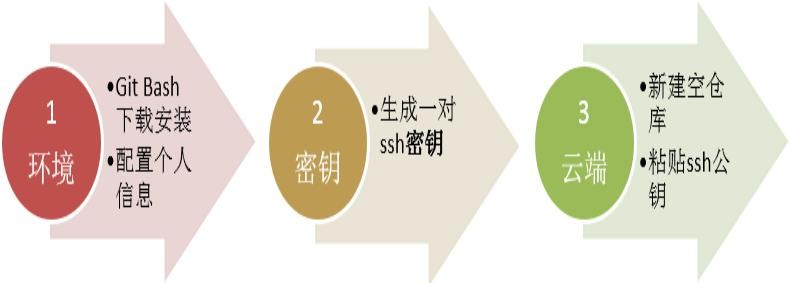 1
环境
•Git Bash
下载安装
•配置个人
信息
2
密钥
•生成一对
ssh密钥
3
云端
•新建空仓
库
•粘贴ssh公
钥